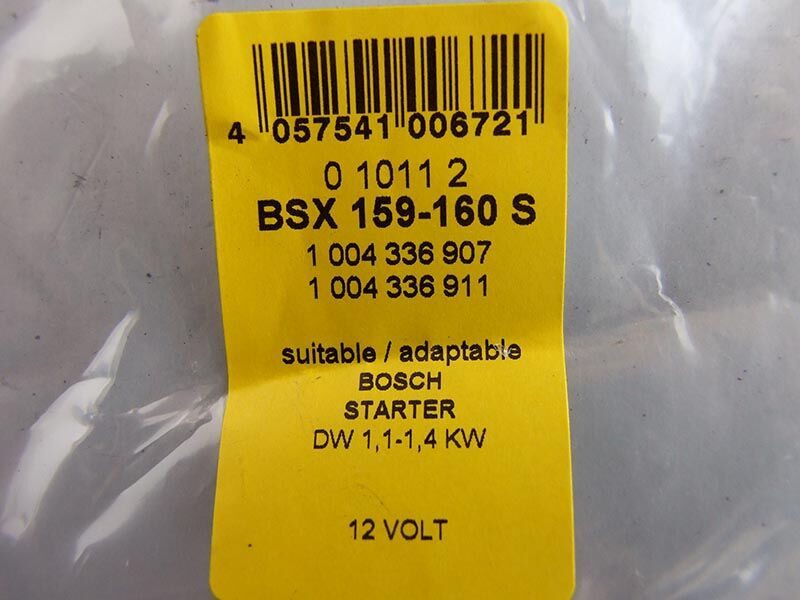 4 057541 006721
0 1011 2
BSX 159-160 S
1 004 336 907
1 004 336 911
suitable / adaptable
BOSCH
STARTER
DW 1,1-1,4 KW
12 VOLT